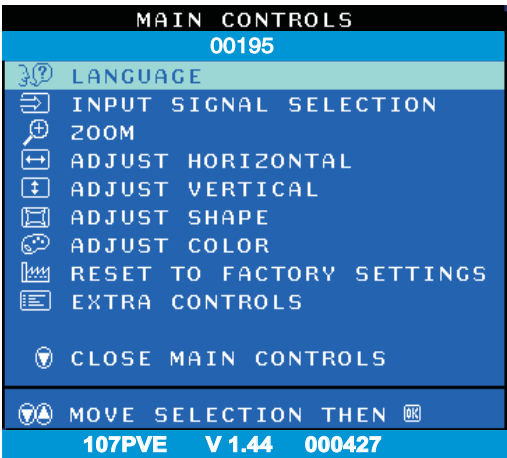 MAIN CONTROLS
00195
LANGUAGE
INPUT SIGNAL SELECTION
ZOOM
ADJUST HORIZONTAL
ADJUST VERTICAL
ADJUST SHAPE
ADJUST COLOR
RESET TO FACTORY SETTINGS
EXTRA CONTROLS
CLOSE MAIN CONTROLS
MOVE SELECTION THEN OK
107PVE V 1.44 000427